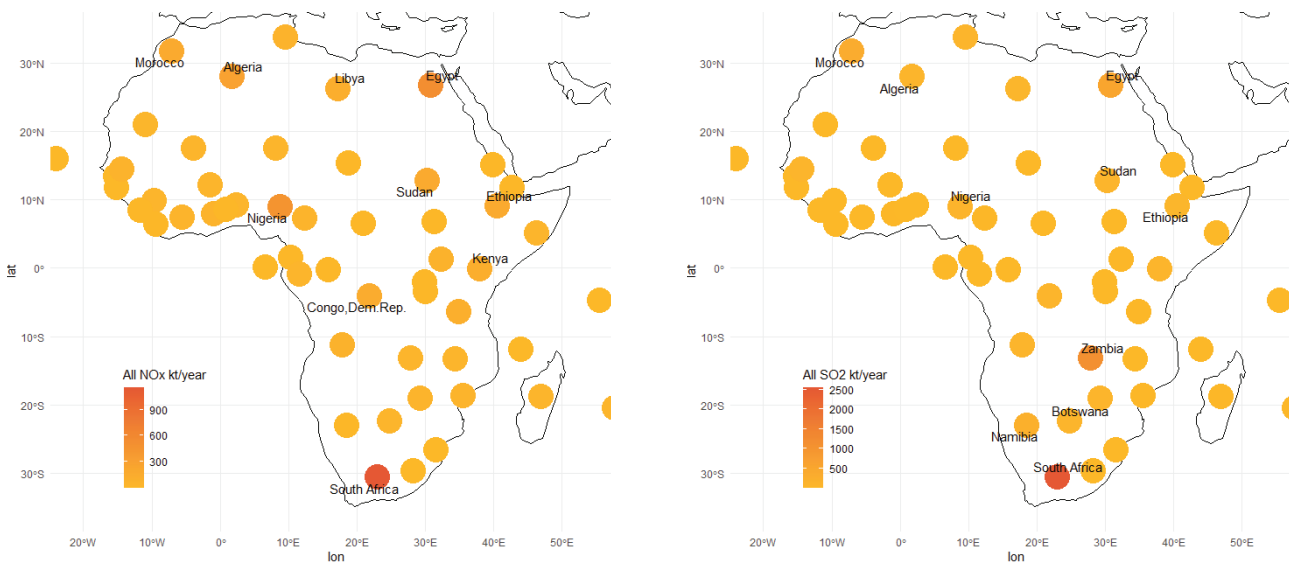 Morocco
Algeria
Libya
Egypt
Sudan
Ethiopia
Nigeria
Kenya
Congo,Dem.Rep.
South Africa
30°N
20°N
10°N
0°
10°S
20°S
30°S
lat
All NOx kt/year
900
600
300
20°W
10°W
0°
10°E
20°E
30°E
40°E
50°E
lon
Morocco
Algeria
Egypt
Sudan
Nigeria
Ethiopia
Zambia
Botswana
Namibia
South Africa
30°N
20°N
10°N
0°
10°S
20°S
30°S
lat
All SO2 kt/year
2500
2000
1500
1000
500
20°W
10°W
0°
10°E
20°E
30°E
40°E
50°E
lon